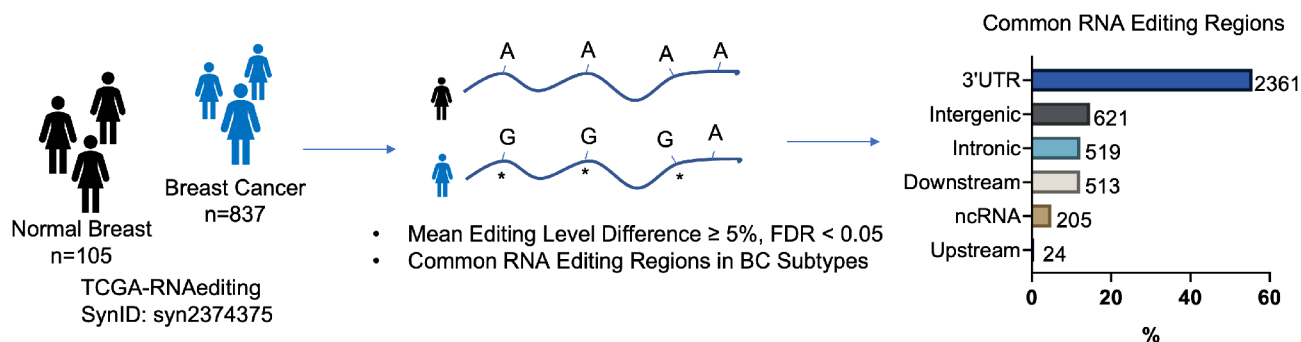 Normal Breast
n=105
Breast Cancer
n=837
TCGA-RNAediting
SynID: syn2374375
A A A A
G G G A
* * *
• Mean Editing Level Difference ≥ 5%, FDR < 0.05
• Common RNA Editing Regions in BC Subtypes
Common RNA Editing Regions
3'UTR 2361
Intergenic 621
Intronic 519
Downstream 513
ncRNA 205
Upstream 24
0 20 40 60
%